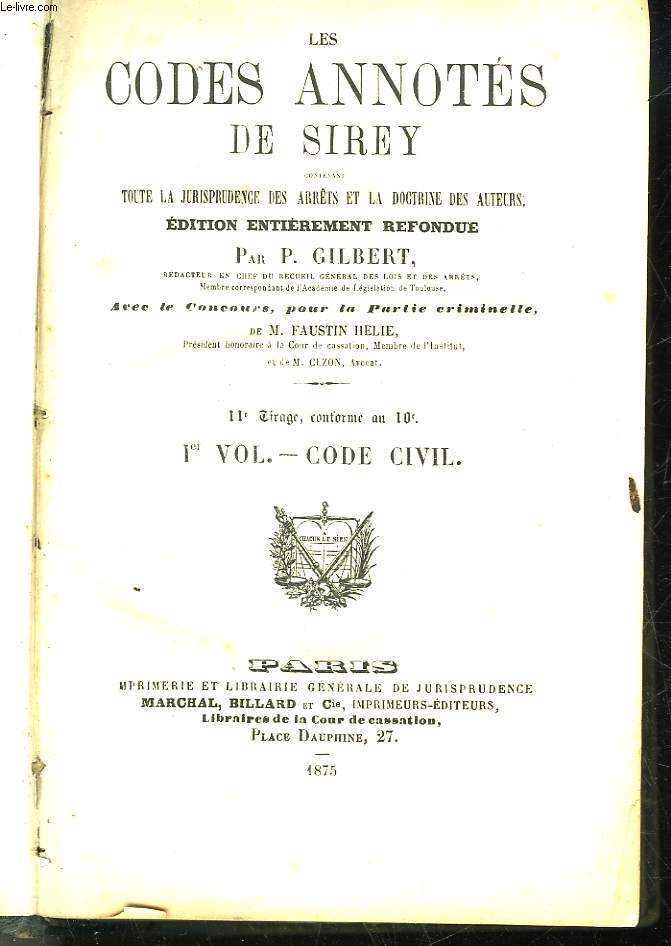 Le-livre.com
LES
CODES ANNOTÉS
DE SIREY
CONTENANT
TOUTE LA JURISPRUDENCE DES ARRÊTS ET LA DOCTRINE DES AUTEURS;
ÉDITION ENTIÈREMENT REFONDUE
PAR P. GILBERT,
RÉDACTEUR EN CHEF DU RECUEIL GÉNÉRAL DES LOIS ET DES ARRÊTS,
Membre correspondant de l'Académie de Législation de Toulouse.
Avec le Concours, pour la Partie criminelle,
DE M. FAUSTIN HELIE,
Président honoraire à la Cour de cassation, Membre de l'Institut,
et de M. CUZON, Avocat.
11e Tirage, conforme au 10e.
Ier VOL. — CODE CIVIL.
A
CHACUN LE SIEN
PARIS
MPRIMERIE ET LIBRAIRIE GÉNÉRALE DE JURISPRUDENCE
MARCHAL, BILLARD ET Cie, IMPRIMEURS-ÉDITEURS,
Libraires de la Cour de cassation,
PLACE DAUPHINE, 27.
1875